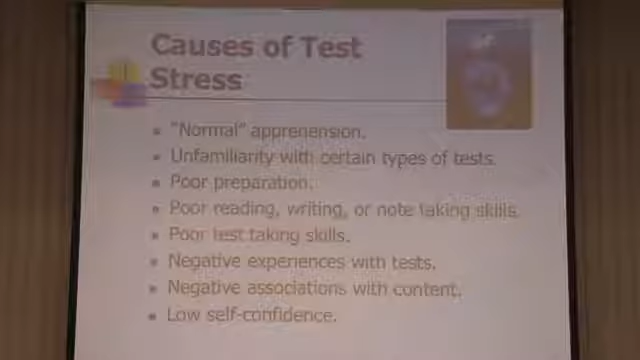 Causes of Test
Stress
"Normal" apprehension.
Unfamiliarity with certain types of tests.
Poor preparation.
Poor reading, writing, or note taking skills.
Poor test taking skills.
Negative experiences with tests.
Negative associations with content.
Low self-confidence.